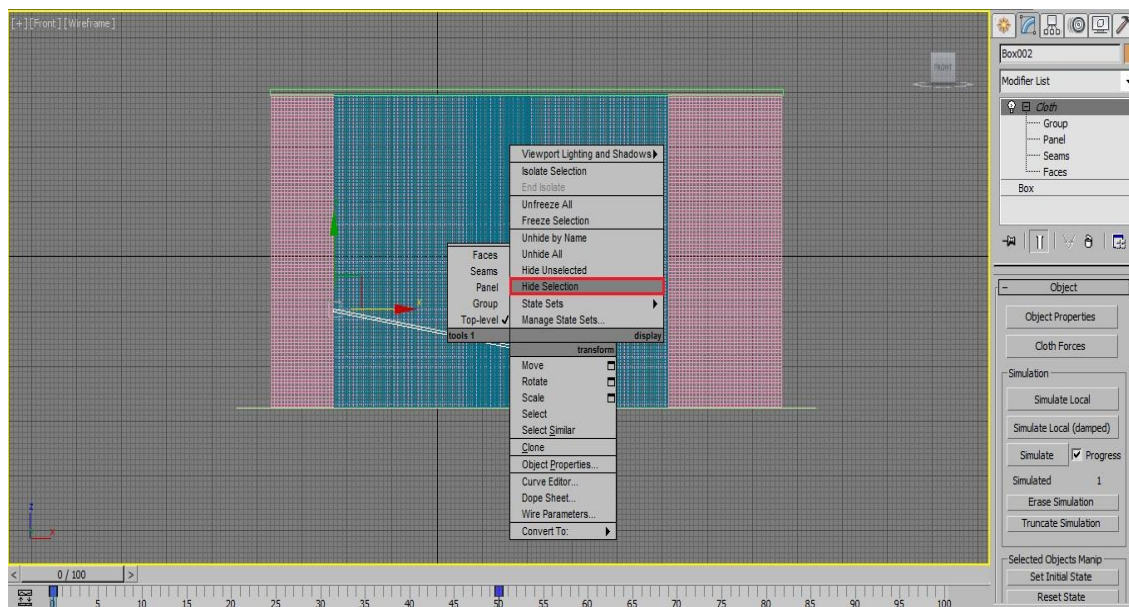 [+] [Front] [Wireframe]
FRONT
Viewport Lighting and Shadows
Isolate Selection
End Isolate
Unfreeze All
Freeze Selection
Unhide by Name
Unhide All
Hide Unselected
Hide Selection
State Sets
Manage State Sets...
display
Faces
Seams
Panel
Group
Top-level ✓
tools 1
transform
Move
Rotate
Scale
Select
Select Similar
Clone
Object Properties...
Curve Editor...
Dope Sheet...
Wire Parameters...
Convert To:
x
z
x
Box002
Modifier List
Cloth
Group
Panel
Seams
Faces
Box
- Object
Object Properties
Cloth Forces
Simulation
Simulate Local
Simulate Local (damped)
Simulate Progress
Simulated 1
Erase Simulation
Truncate Simulation
Selected Objects Manip
Set Initial State
Reset State
< 0 / 100 >
5 10 15 20 25 30 35 40 45 50 55 60 65 70 75 80 85 90 95 100